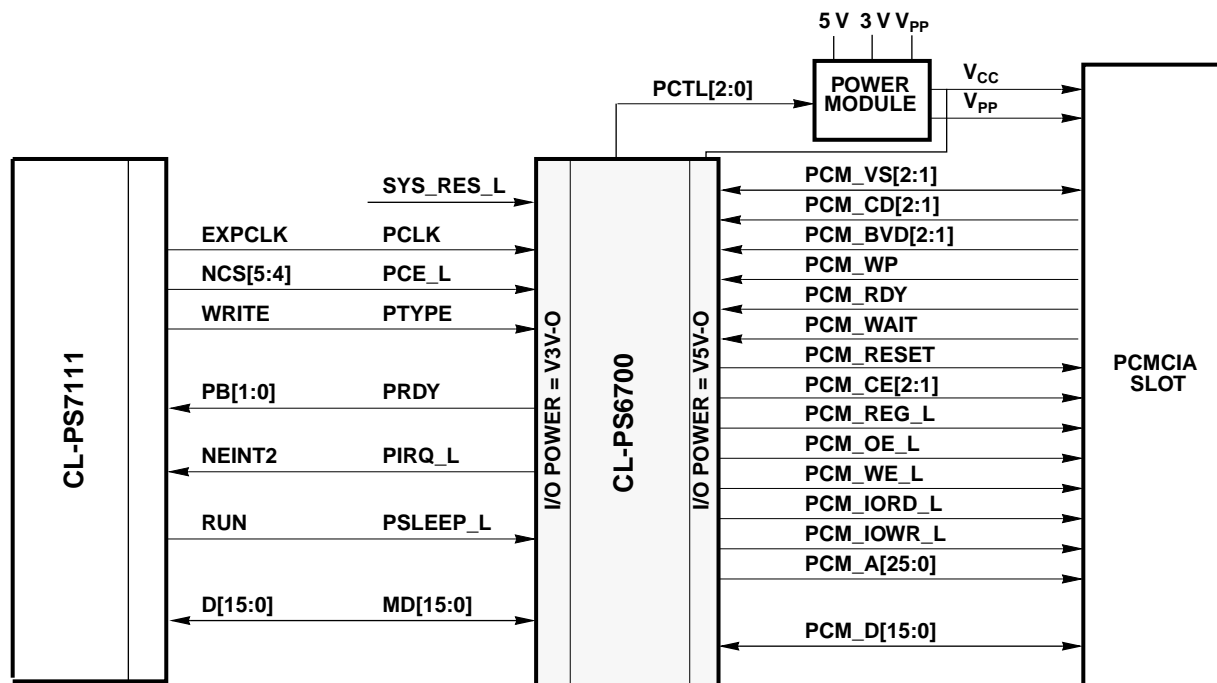 5 V 3 V VPP
POWER MODULE
PCTL[2:0]
VCC
VPP
CL-PS7111
SYS_RES_L
EXPCLK PCLK
NCS[5:4] PCE_L
WRITE PTYPE
PB[1:0] PRDY
NEINT2 PIRQ_L
RUN PSLEEP_L
D[15:0] MD[15:0]
I/O POWER = V3V-O
CL-PS6700
I/O POWER = V5V-O
PCM_VS[2:1]
PCM_CD[2:1]
PCM_BVD[2:1]
PCM_WP
PCM_RDY
PCM_WAIT
PCM_RESET
PCM_CE[2:1]
PCM_REG_L
PCM_OE_L
PCM_WE_L
PCM_IORD_L
PCM_IOWR_L
PCM_A[25:0]
PCM_D[15:0]
PCMCIA
SLOT